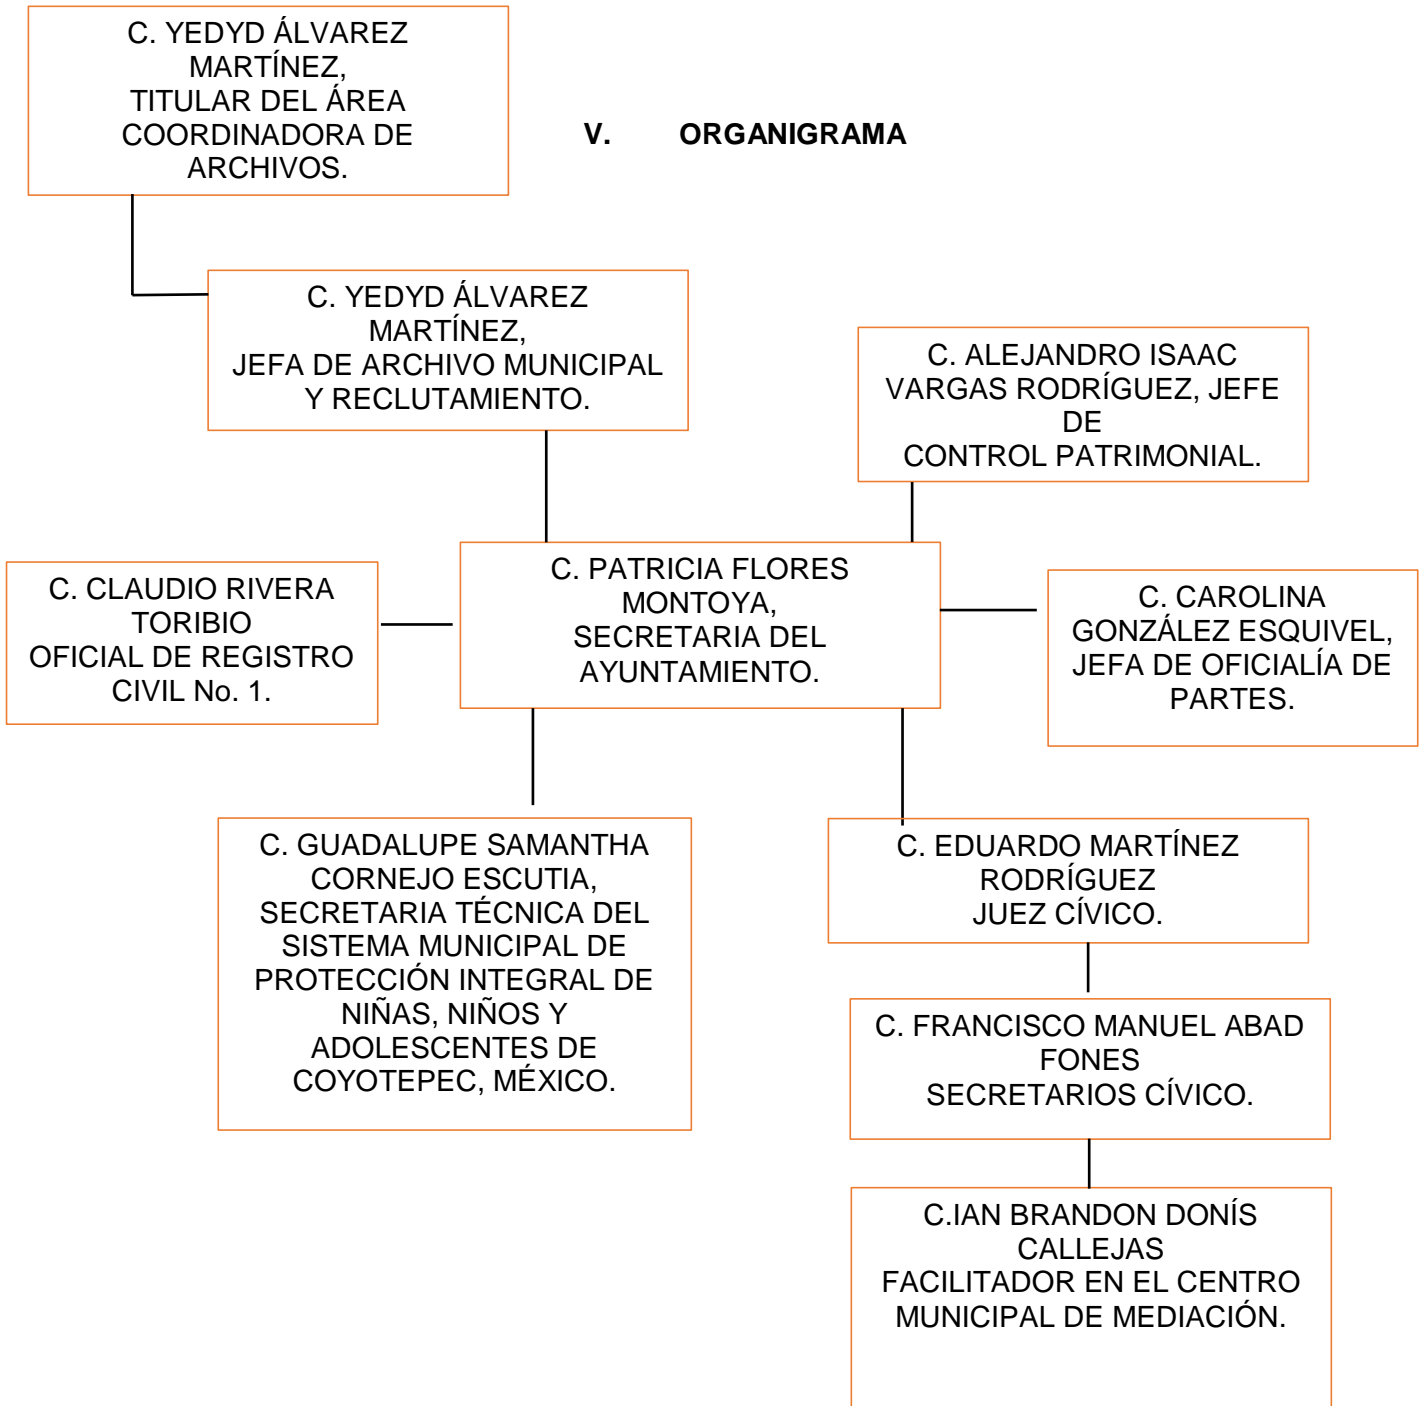 C. YEDYD ÁLVAREZ
MARTÍNEZ,
TITULAR DEL ÁREA
COORDINADORA DE
ARCHIVOS.
V. ORGANIGRAMA
C. YEDYD ÁLVAREZ
MARTÍNEZ,
JEFA DE ARCHIVO MUNICIPAL
Y RECLUTAMIENTO.
C. ALEJANDRO ISAAC
VARGAS RODRÍGUEZ, JEFE
DE
CONTROL PATRIMONIAL.
C. CLAUDIO RIVERA
TORIBIO
OFICIAL DE REGISTRO
CIVIL No. 1.
C. PATRICIA FLORES
MONTOYA,
SECRETARIA DEL
AYUNTAMIENTO.
C. CAROLINA
GONZÁLEZ ESQUIVEL,
JEFA DE OFICIALÍA DE
PARTES.
C. GUADALUPE SAMANTHA
CORNEJO ESCUTIA,
SECRETARIA TÉCNICA DEL
SISTEMA MUNICIPAL DE
PROTECCIÓN INTEGRAL DE
NIÑAS, NIÑOS Y
ADOLESCENTES DE
COYOTEPEC, MÉXICO.
C. EDUARDO MARTÍNEZ
RODRÍGUEZ
JUEZ CÍVICO.
C. FRANCISCO MANUEL ABAD
FONES
SECRETARIOS CÍVICO.
C.IAN BRANDON DONÍS
CALLEJAS
FACILITADOR EN EL CENTRO
MUNICIPAL DE MEDIACIÓN.